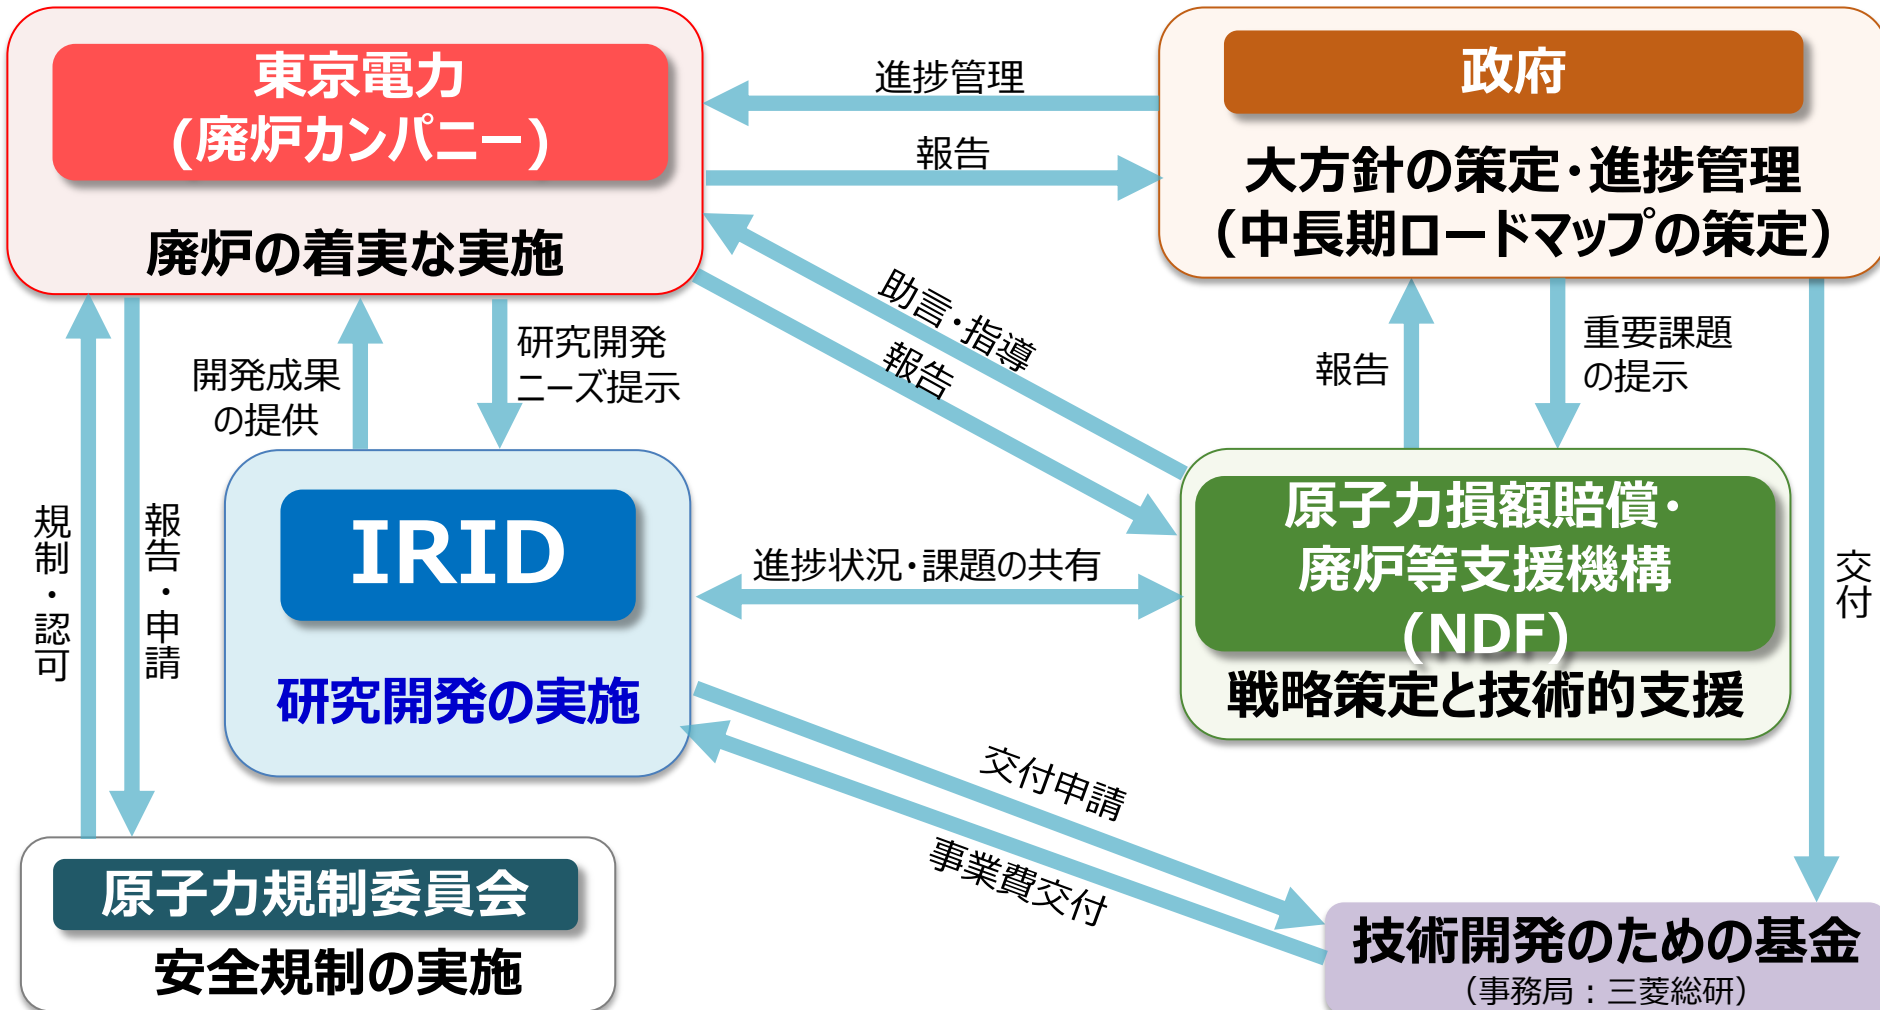 東京電力
(廃炉カンパニー)
廃炉の着実な実施
進捗管理
報告
政府
大方針の策定・進捗管理
（中長期ロードマップの策定）
助言・指導
報告
開発成果
の提供
研究開発
ニーズ提示
報告
重要課題
の提示
規制・認可
報告・申請
IRID
研究開発の実施
進捗状況・課題の共有
原子力損額賠償・
廃炉等支援機構
(NDF)
戦略策定と技術的支援
交付
交付申請
事業費交付
原子力規制委員会
安全規制の実施
技術開発のための基金
（事務局：三菱総研）